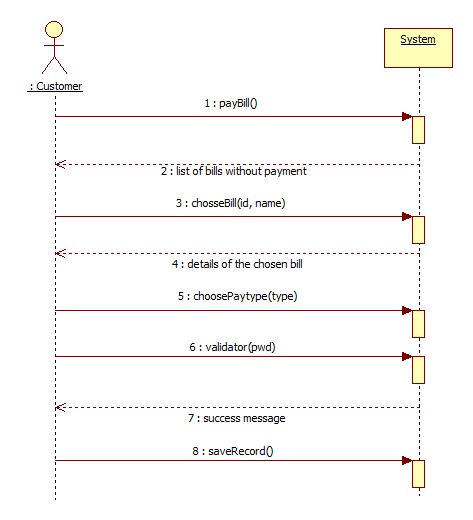 System
: Customer
1 : payBill()
2 : list of bills without payment
3 : chosseBill(id, name)
4 : details of the chosen bill
5 : choosePaytype(type)
6 : validator(pwd)
7 : success message
8 : saveRecord()